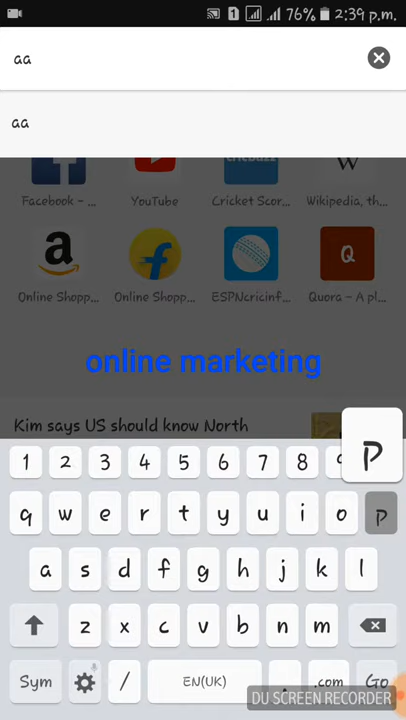 1 76% 2:39 p.m.
aa
aa
Facebook – ... YouTube Cricket Scor... Wikipedia, th...
a f Q
Online Shopp... Online Shopp... ESPNcricinf... Quora – A pl...
online marketing
Kim says US should know North
p
1 2 3 4 5 6 7 8
q w e r t y u i o p
a s d f g h j k l
z x c v b n m
Sym / EN(UK) . .com Go
DU SCREEN RECORDER